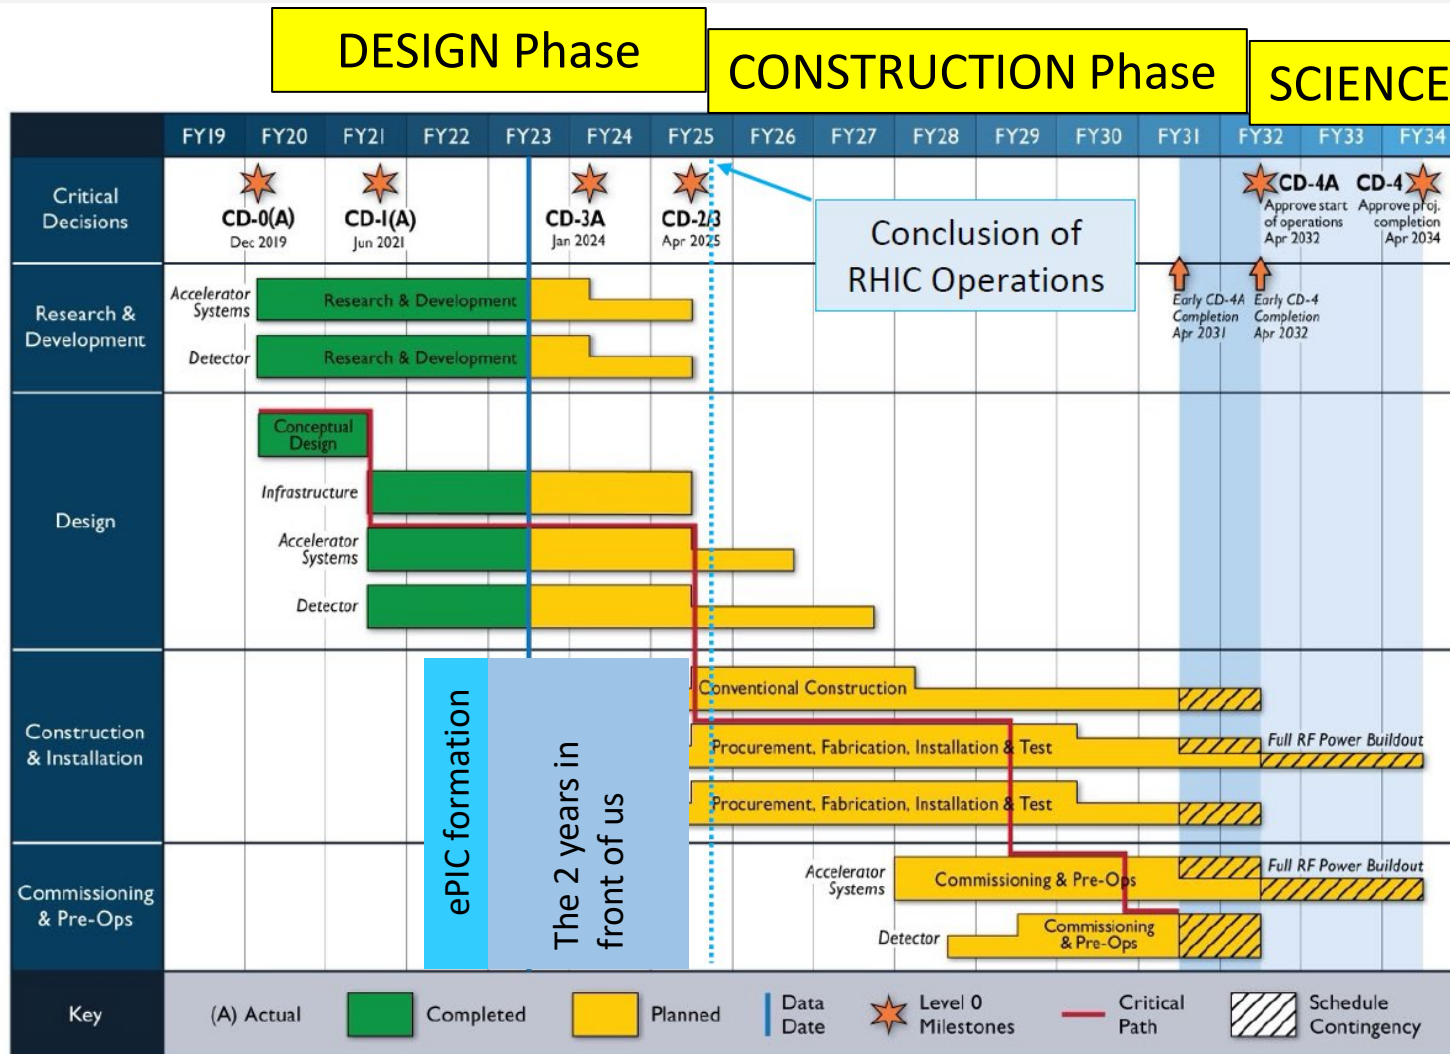 DESIGN Phase
CONSTRUCTION Phase
SCIENCE
FY19 FY20 FY21 FY22 FY23 FY24 FY25 FY26 FY27 FY28 FY29 FY30 FY31 FY32 FY33 FY34
Critical
Decisions
CD-0(A)
Dec 2019
CD-1(A)
Jun 2021
CD-3A
Jan 2024
CD-2/3
Apr 2025
CD-4A
Approve start
of operations
Apr 2032
CD-4
Approve proj.
completion
Apr 2034
Conclusion of
RHIC Operations
Early CD-4A
Completion
Apr 2031
Early CD-4
Completion
Apr 2032
Research &
Development
Accelerator
Systems
Research & Development
Detector
Research & Development
Design
Conceptual
Design
Infrastructure
Accelerator
Systems
Detector
Construction
& Installation
ePIC formation
The 2 years in
front of us
Conventional Construction
Procurement, Fabrication, Installation & Test
Full RF Power Buildout
Procurement, Fabrication, Installation & Test
Commissioning
& Pre-Ops
Accelerator
Systems
Commissioning & Pre-Ops
Full RF Power Buildout
Detector
Commissioning
& Pre-Ops
Key
(A) Actual
Completed
Planned
Data
Date
Level 0
Milestones
Critical
Path
Schedule
Contingency